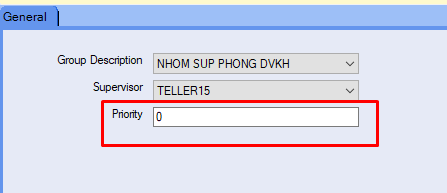 General
Group Description NHOM SUP PHONG DVKH
Supervisor TELLER15
Priority 0